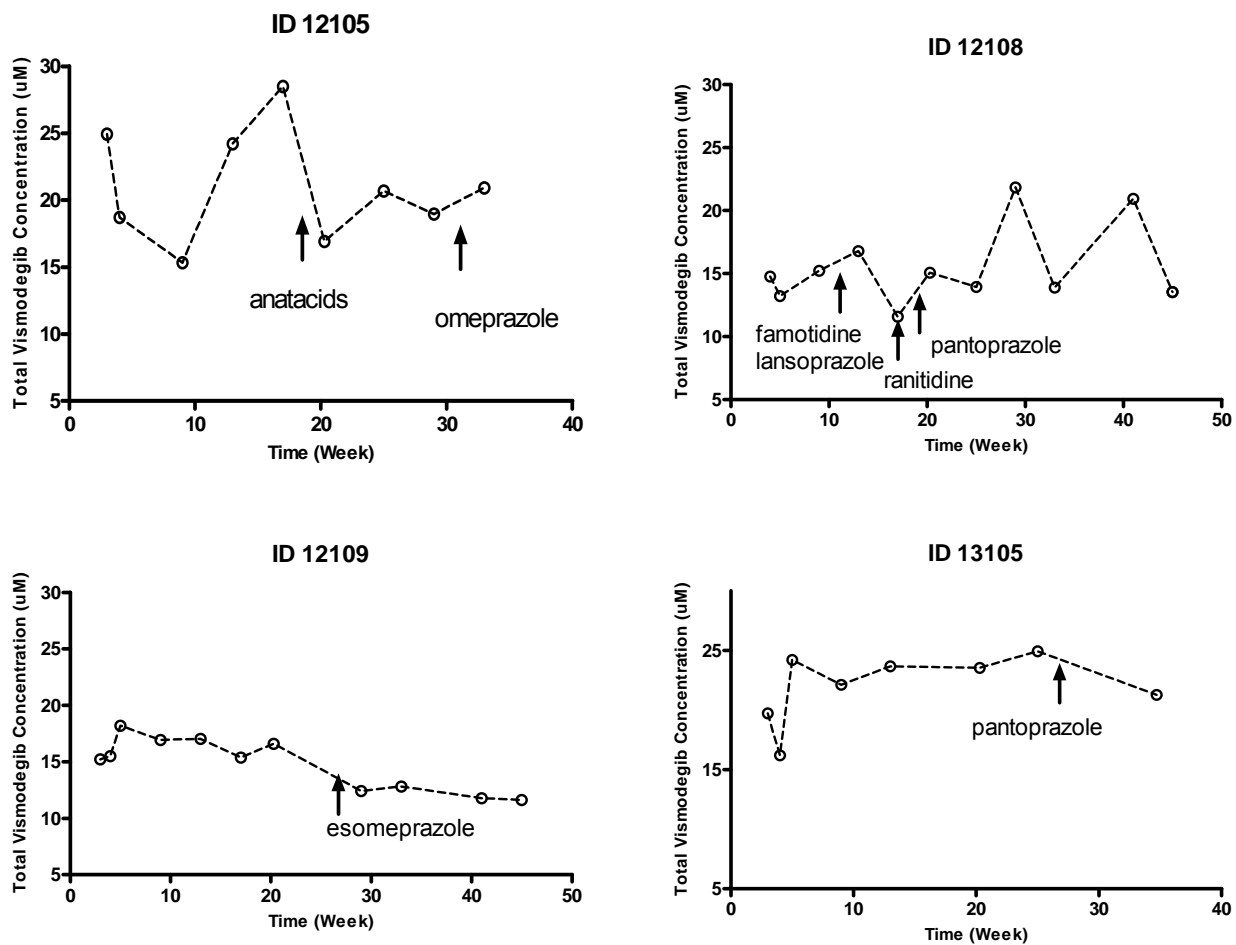 ID 12105
Total Vismodegib Concentration (uM)
30
25
20
15
10
5
0
10
20
30
40
anatacids
omeprazole
Time (Week)
ID 12108
Total Vismodegib Concentration (uM)
30
25
20
15
10
5
0
10
20
30
40
50
famotidine
lansoprazole
pantoprazole
ranitidine
Time (Week)
ID 12109
Total Vismodegib Concentration (uM)
30
25
20
15
10
5
0
10
20
30
40
50
esomeprazole
Time (Week)
ID 13105
Total Vismodegib Concentration (uM)
25
15
5
0
10
20
30
40
pantoprazole
Time (Week)